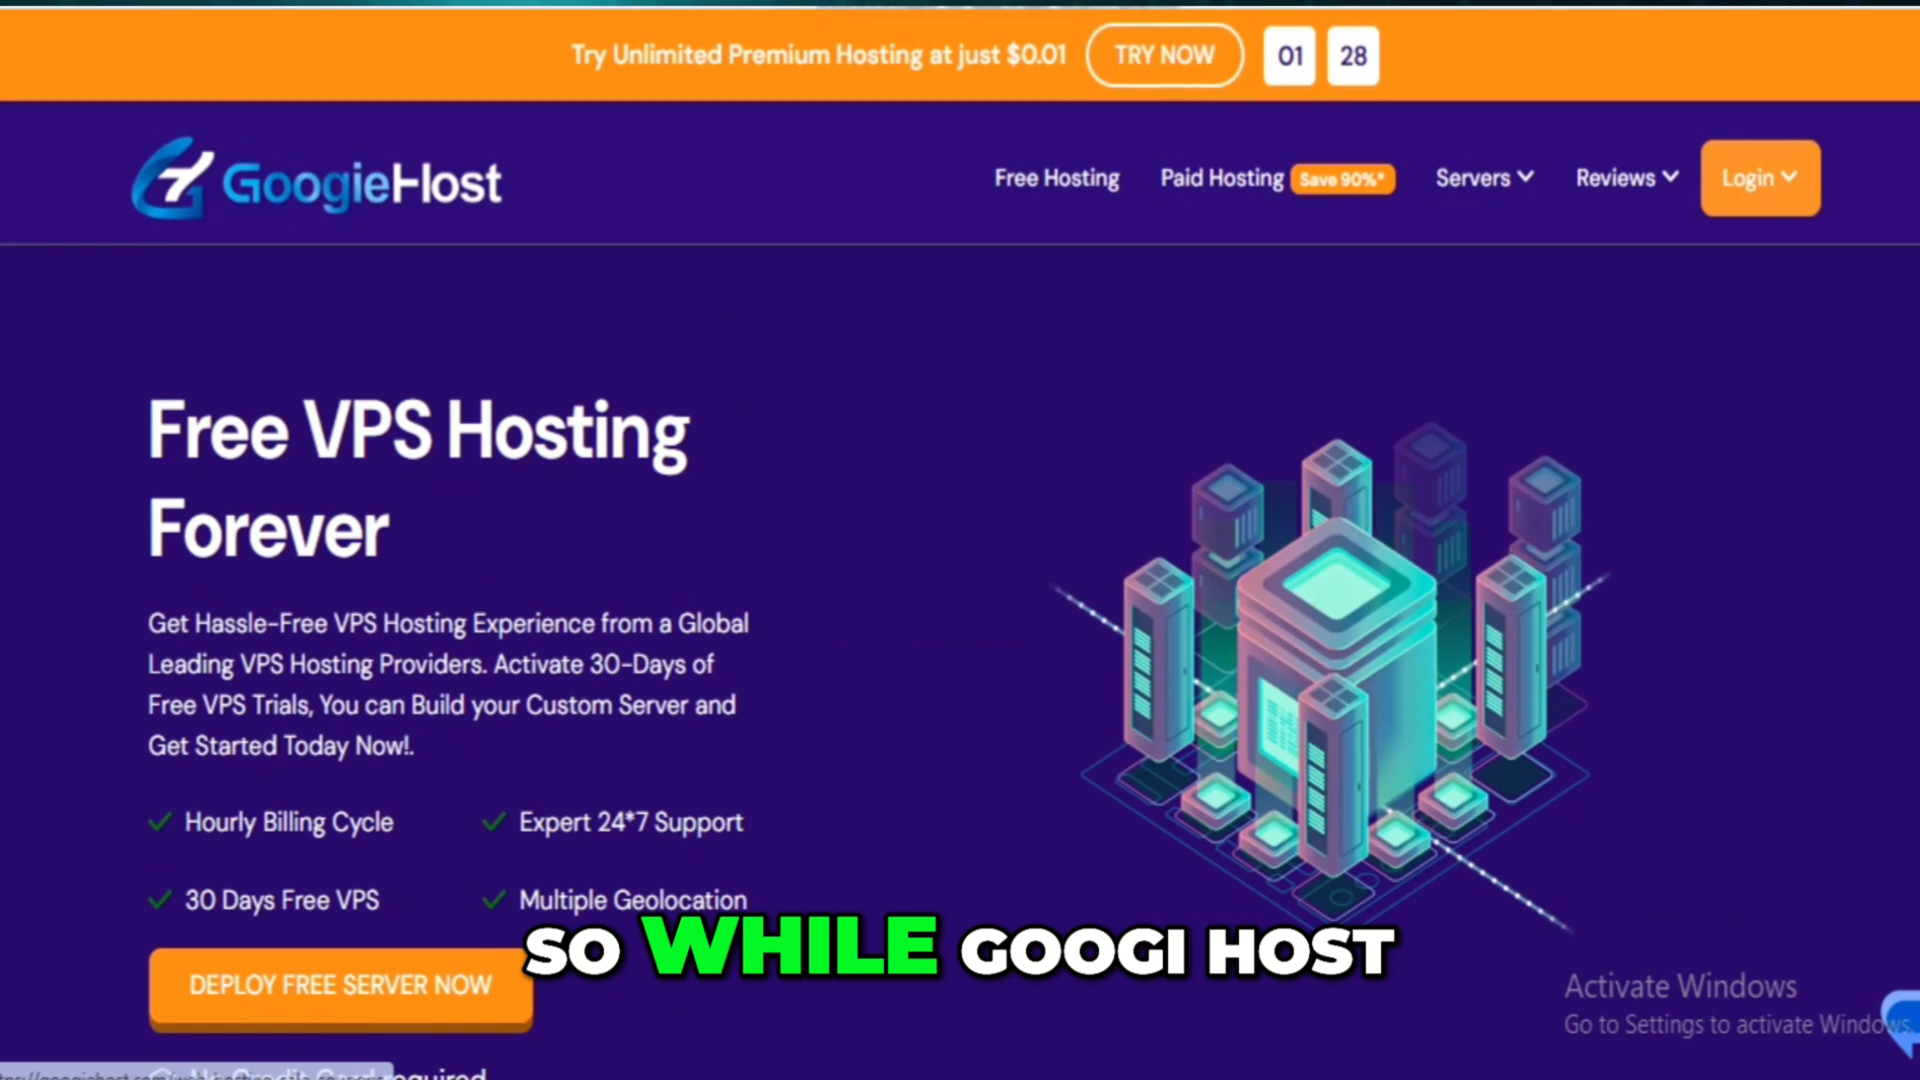 Try Unlimited Premium Hosting at just $0.01 TRY NOW 01 28
GoogieHost
Free Hosting Paid Hosting Save 90%* Servers Reviews Login
Free VPS Hosting
Forever
Get Hassle-Free VPS Hosting Experience from a Global
Leading VPS Hosting Providers. Activate 30-Days of
Free VPS Trials, You can Build your Custom Server and
Get Started Today Now!.
Hourly Billing Cycle Expert 24*7 Support
30 Days Free VPS Multiple Geolocation
SO WHILE GOOGI HOST
DEPLOY FREE SERVER NOW
Activate Windows
Go to Settings to activate Windows.
No Credit Card required